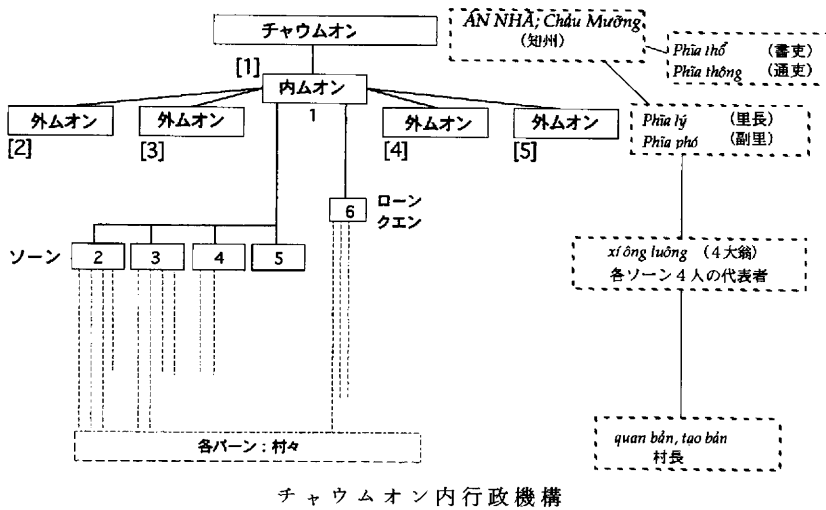 チャウムオン
[1]
内ムオン
1
外ムオン
[2]
外ムオン
[3]
外ムオン
[4]
外ムオン
[5]
6
ローン
クエン
ソーン
2
3
4
5
各バーン：村々
ÁN NHÃ; Châu Mường
(知州)
Phìa thổ (書吏)
Phìa thông (通吏)
Phìa lý (里長)
Phìa phó (副里)
xí ông luông (4大翁)
各ソーン4人の代表者
quan bản, tạo bản
村長
チャウムオン内行政機構